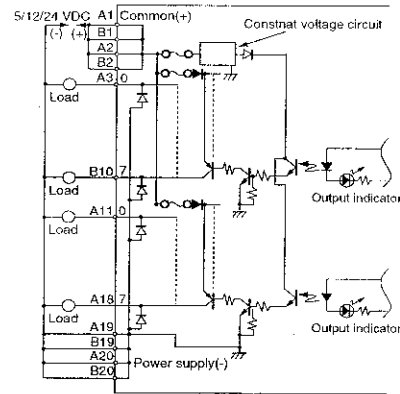 5/12/24 VDC A1 Common(+)
Constnat voltage circuit
(-) (+) B1
A2
B2
A3 0
Load
B10 7
Load
Output indicator
A11 0
Load
A18 7
Load
Output indicator
A19
B19
A20 Power supply(-)
B20